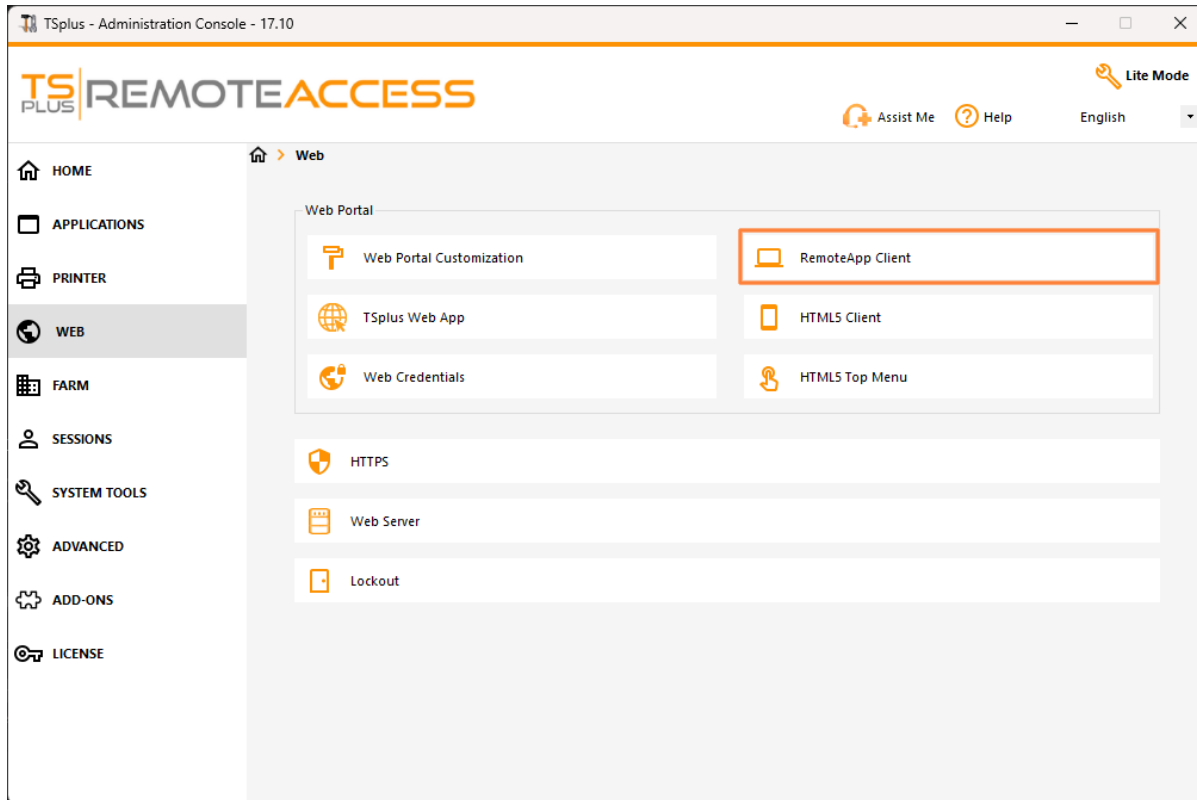 TSplus - Administration Console - 17.10
TS PLUS REMOTEACCESS
Lite Mode
Assist Me
Help
English
HOME
APPLICATIONS
PRINTER
WEB
FARM
SESSIONS
SYSTEM TOOLS
ADVANCED
ADD-ONS
LICENSE
> Web
Web Portal
Web Portal Customization
RemoteApp Client
TSplus Web App
HTML5 Client
Web Credentials
HTML5 Top Menu
HTTPS
Web Server
Lockout